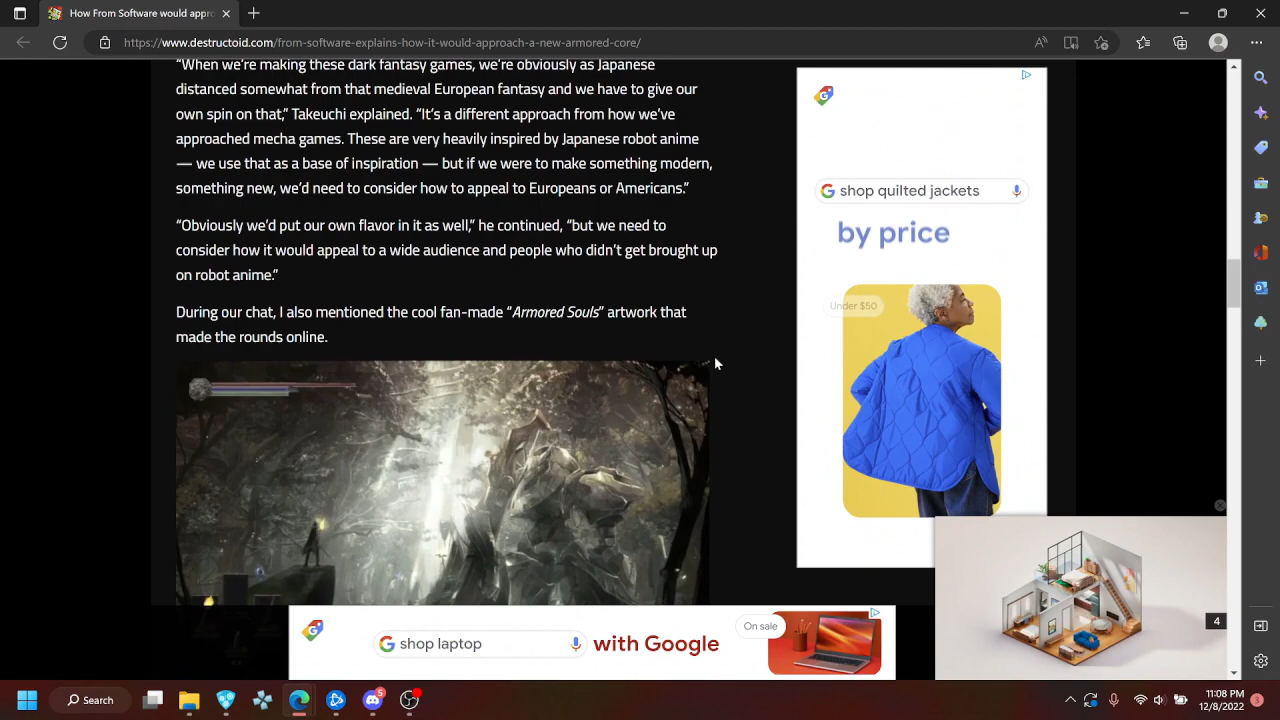 How From Software would appr
https://www.destructoid.com/from-software-explains-how-it-would-approach-a-new-armored-core/
“When we’re making these dark fantasy games, we’re obviously as Japanese
distanced somewhat from that medieval European fantasy and we have to give our
own spin on that,” Takeuchi explained. “It’s a different approach from how we’ve
approached mecha games. These are very heavily inspired by Japanese robot anime
— we use that as a base of inspiration — but if we were to make something modern,
something new, we’d need to consider how to appeal to Europeans or Americans.”
“Obviously we’d put our own flavor in it as well,” he continued, “but we need to
consider how it would appeal to a wide audience and people who didn’t get brought up
on robot anime.”
During our chat, I also mentioned the cool fan-made “Armored Souls” artwork that
made the rounds online.
shop quilted jackets
by price
Under $50
shop laptop
with Google
On sale
4
Search
5
11:08 PM
12/8/2022
3